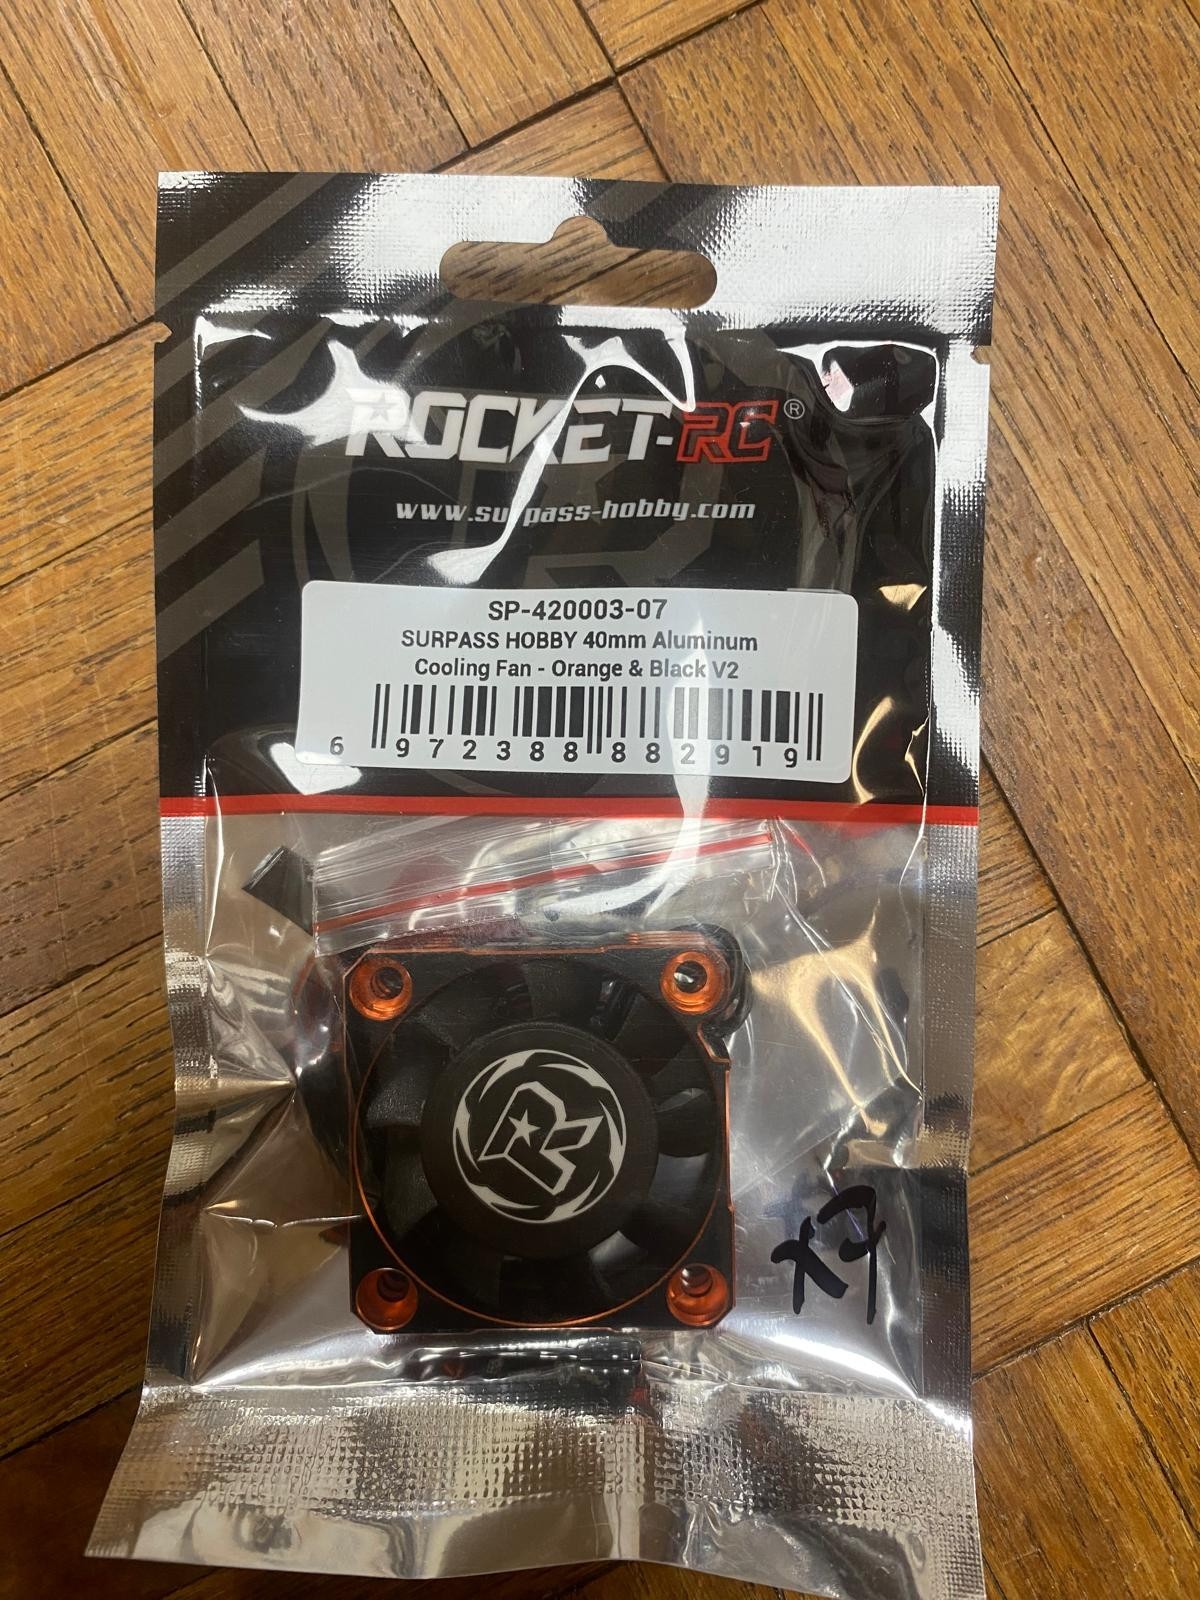 ROCKET-RC®
www.surpass-hobby.com
SP-420003-07
SURPASS HOBBY 40mm Aluminum
Cooling Fan - Orange & Black V2
6 972388 882919
R
x7